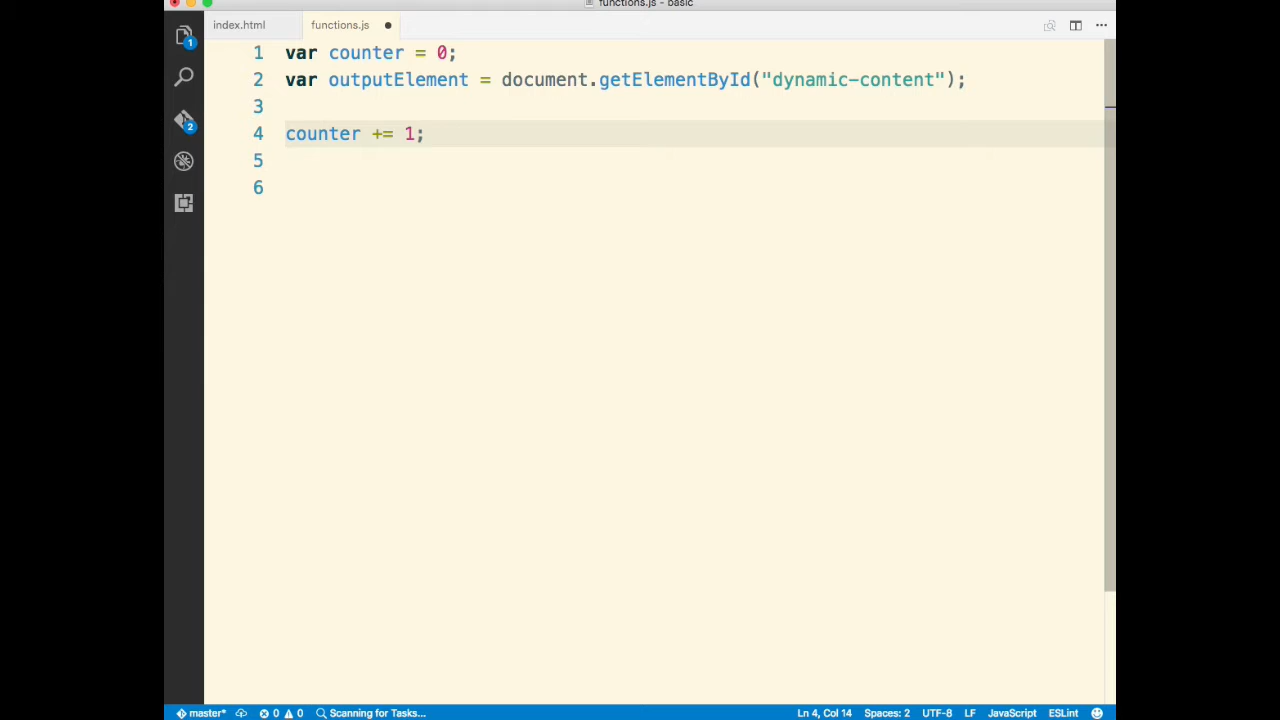 functions.js - basic
index.html functions.js
1 var counter = 0;
2 var outputElement = document.getElementById("dynamic-content");
3
4 counter += 1;
5
6
1
2
master* 0 0 Scanning for Tasks... Ln 4, Col 14 Spaces: 2 UTF-8 LF JavaScript ESLint